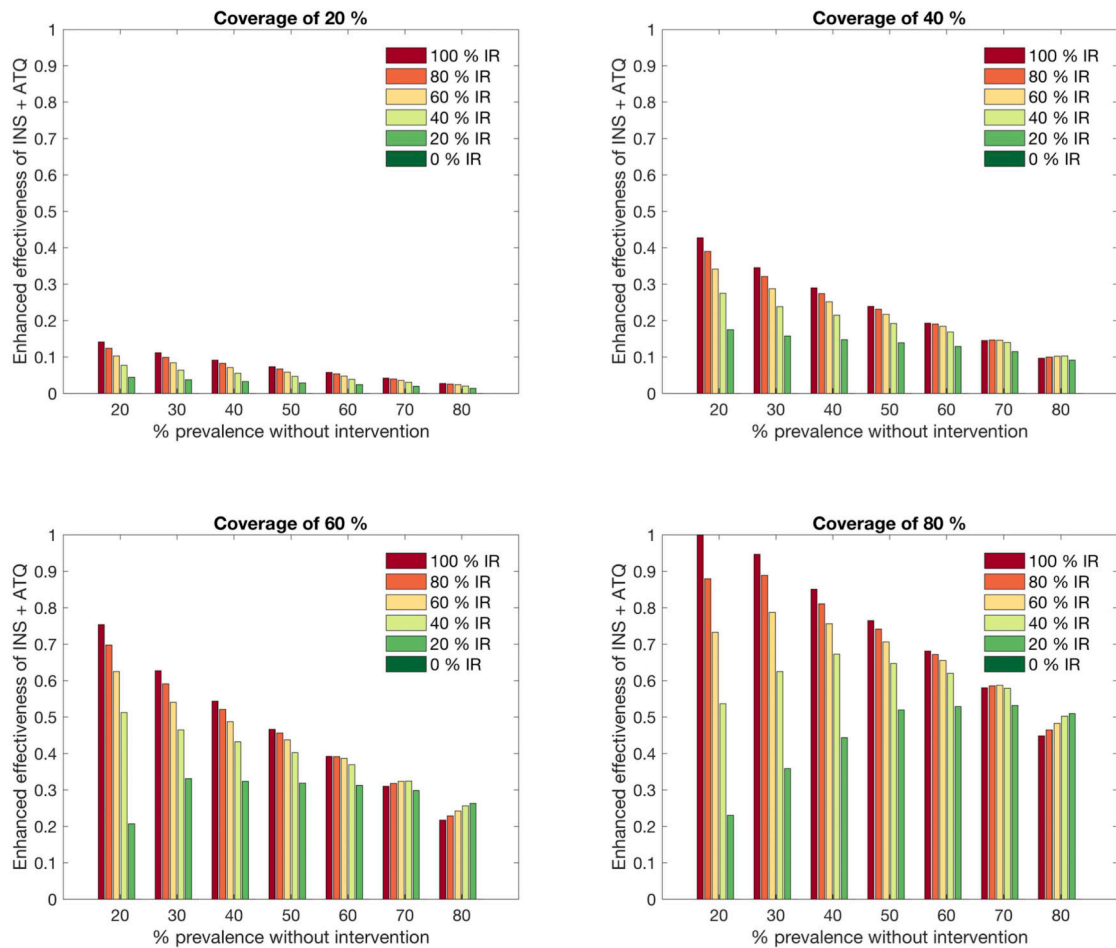 Coverage of 20 %
Enhanced effectiveness of INS + ATQ
1
0.9
0.8
0.7
0.6
0.5
0.4
0.3
0.2
0.1
0
100 % IR
80 % IR
60 % IR
40 % IR
20 % IR
0 % IR
20 30 40 50 60 70 80
% prevalence without intervention
Coverage of 40 %
Enhanced effectiveness of INS + ATQ
1
0.9
0.8
0.7
0.6
0.5
0.4
0.3
0.2
0.1
0
100 % IR
80 % IR
60 % IR
40 % IR
20 % IR
0 % IR
20 30 40 50 60 70 80
% prevalence without intervention
Coverage of 60 %
Enhanced effectiveness of INS + ATQ
1
0.9
0.8
0.7
0.6
0.5
0.4
0.3
0.2
0.1
0
100 % IR
80 % IR
60 % IR
40 % IR
20 % IR
0 % IR
20 30 40 50 60 70 80
% prevalence without intervention
Coverage of 80 %
Enhanced effectiveness of INS + ATQ
1
0.9
0.8
0.7
0.6
0.5
0.4
0.3
0.2
0.1
0
100 % IR
80 % IR
60 % IR
40 % IR
20 % IR
0 % IR
20 30 40 50 60 70 80
% prevalence without intervention